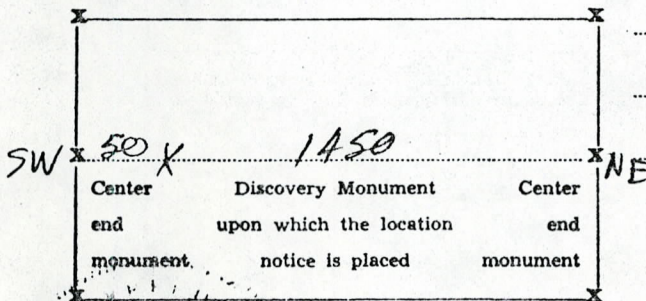 X X
SW X 50 X 1450 X NE
Center Discovery Monument Center
end upon which the location end
monument notice is placed monument
X X